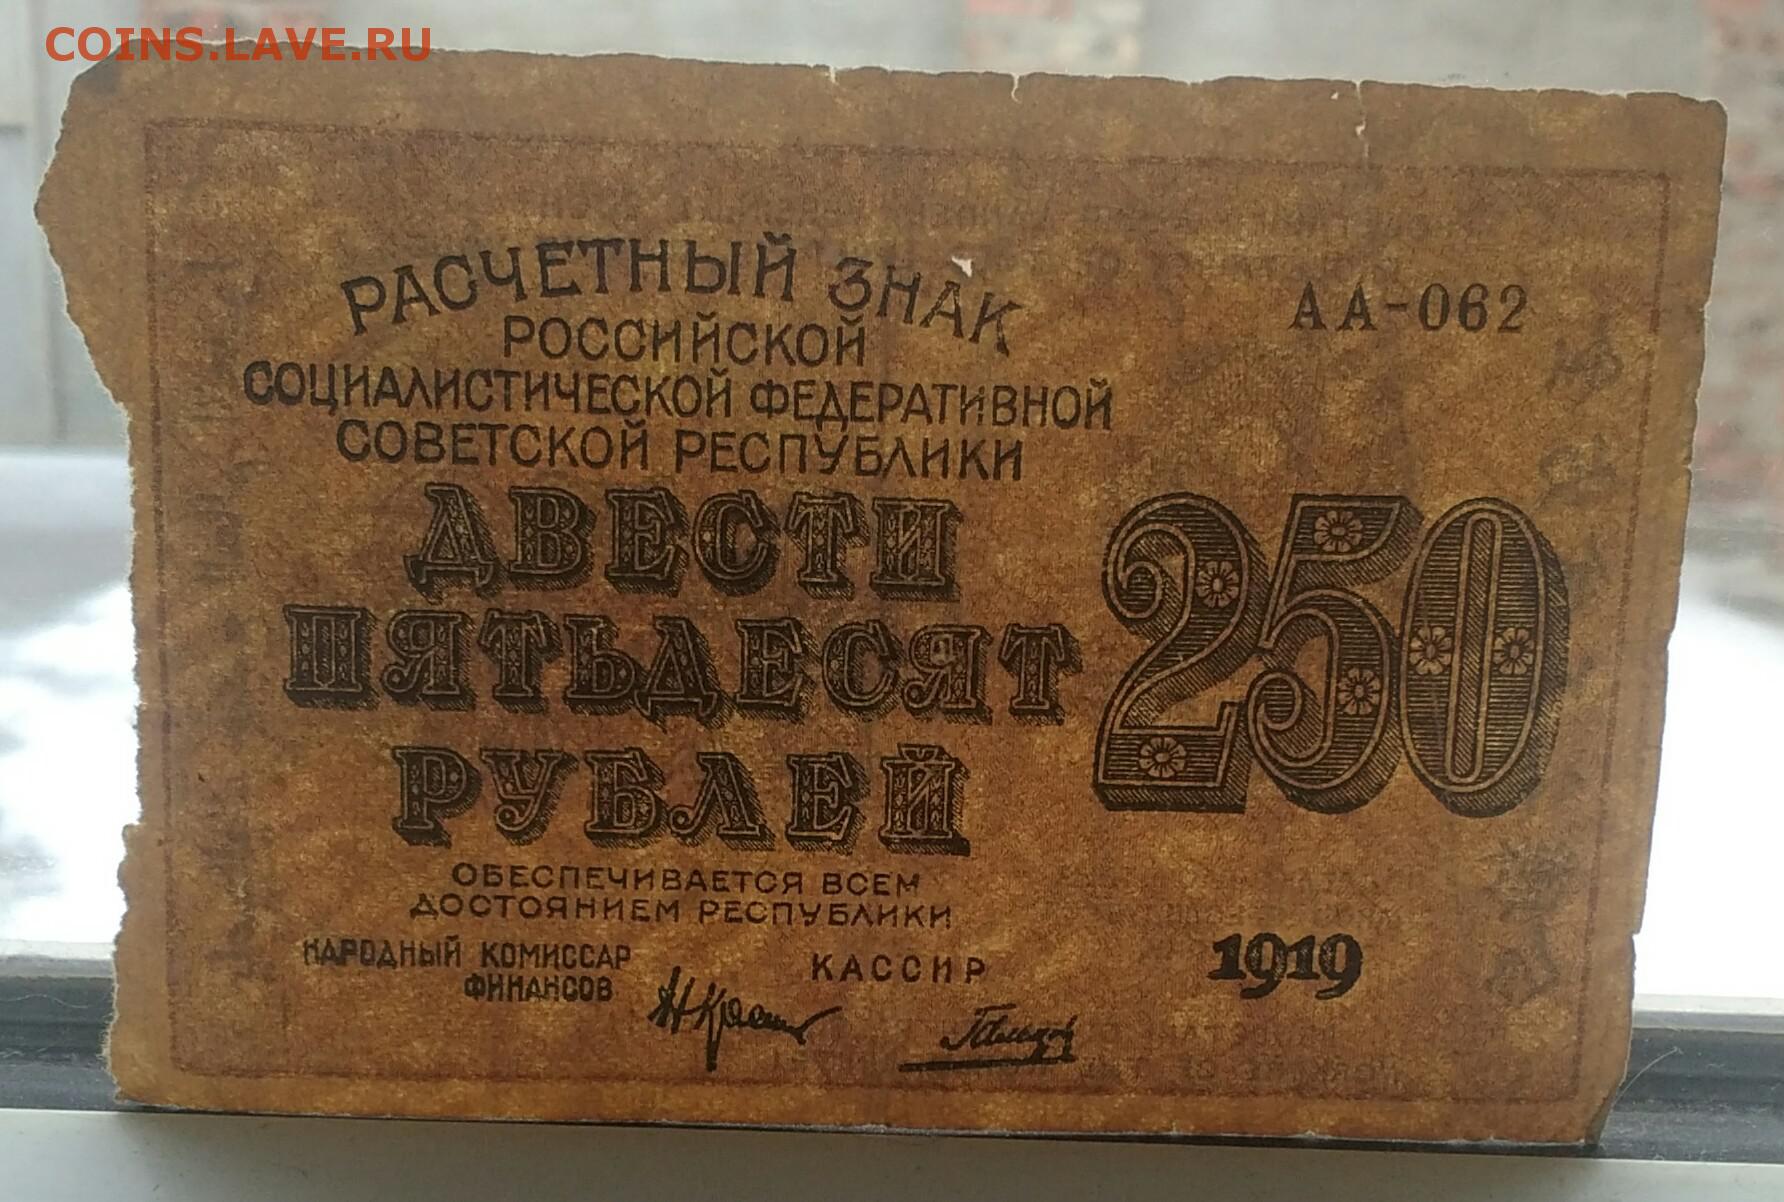 COINS.LAVE.RU
РАСЧЕТНЫЙ ЗНАК
РОССИЙСКОЙ
СОЦИАЛИСТИЧЕСКОЙ ФЕДЕРАТИВНОЙ
СОВЕТСКОЙ РЕСПУБЛИКИ
АА-062
ДВЕСТИ
ПЯТЬДЕСЯТ
РУБЛЕЙ
250
ОБЕСПЕЧИВАЕТСЯ ВСЕМ
ДОСТОЯНИЕМ РЕСПУБЛИКИ
НАРОДНЫЙ КОМИССАР
ФИНАНСОВ
КАССИР
1919